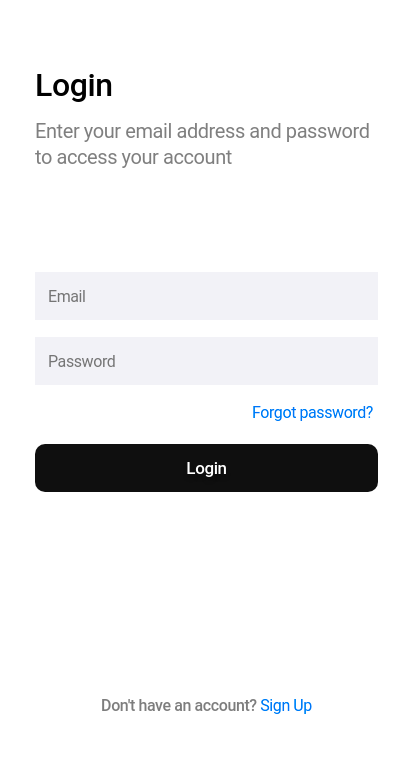 Login
Enter your email address and password
to access your account
Email
Password
Forgot password?
Login
Don't have an account? Sign Up